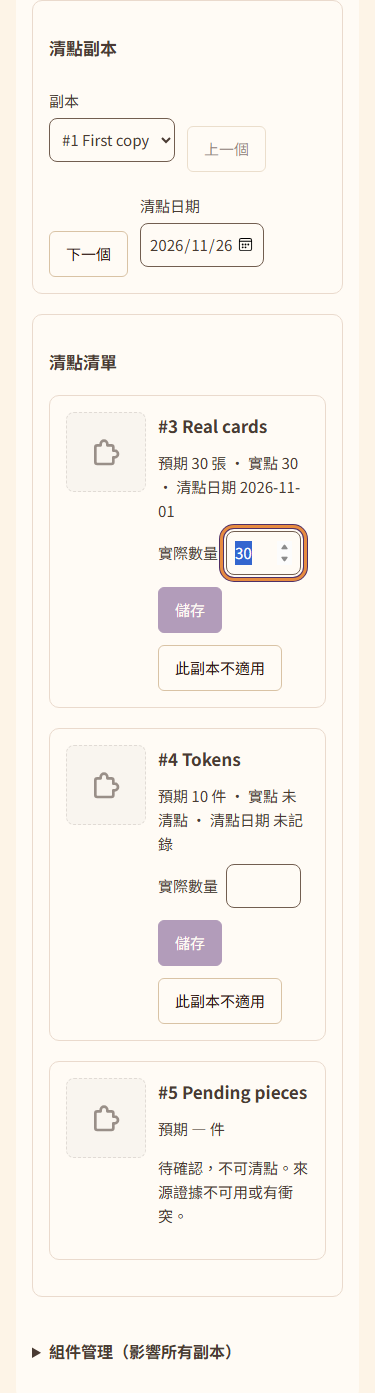 清點副本
副本
#1 First copy
上一個
清點日期
下一個
2026/11/26
清點清單
#3 Real cards
預期 30 張 · 實點 30
· 清點日期 2026-11-
01
實際數量
30
儲存
此副本不適用
#4 Tokens
預期 10 件 · 實點 未
清點 · 清點日期 未記
錄
實際數量
儲存
此副本不適用
#5 Pending pieces
預期 — 件
待確認，不可清點。來
源證據不可用或有衝
突。
組件管理（影響所有副本）